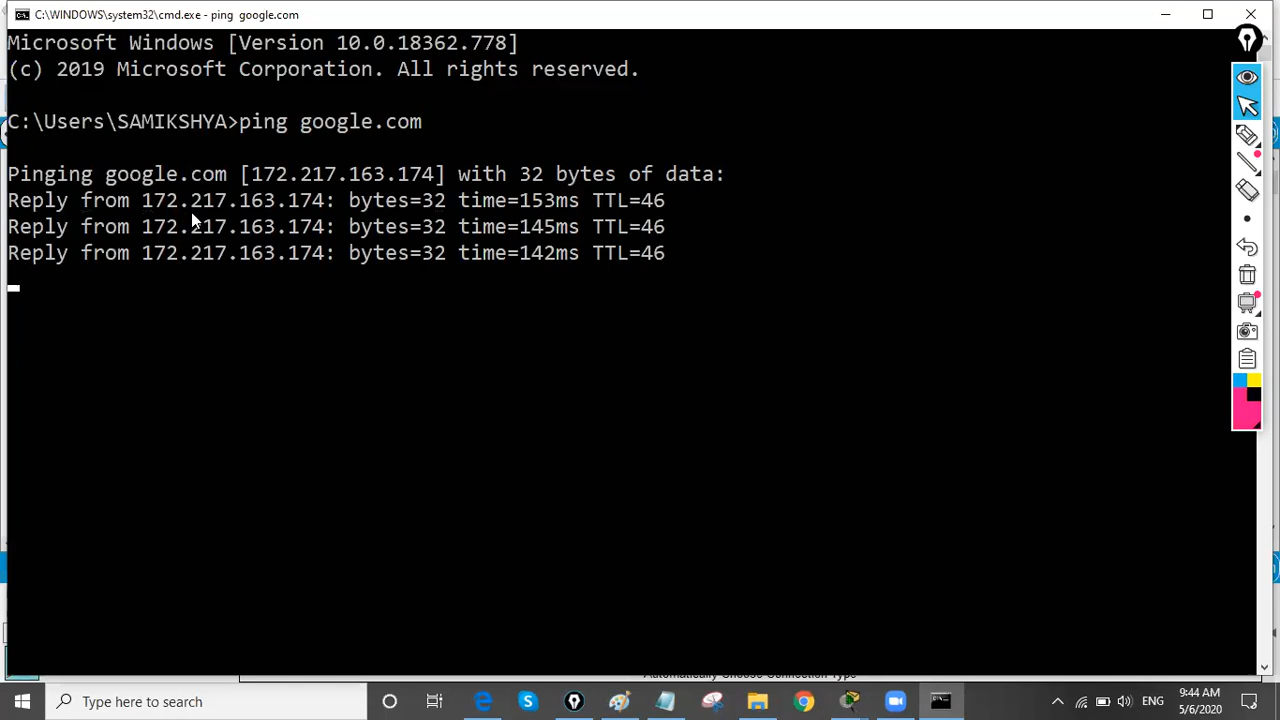 C:\WINDOWS\system32\cmd.exe - ping  google.com
Microsoft Windows [Version 10.0.18362.778]
(c) 2019 Microsoft Corporation. All rights reserved.
C:\Users\SAMIKSHYA>ping google.com
Pinging google.com [172.217.163.174] with 32 bytes of data:
Reply from 172.217.163.174: bytes=32 time=153ms TTL=46
Reply from 172.217.163.174: bytes=32 time=145ms TTL=46
Reply from 172.217.163.174: bytes=32 time=142ms TTL=46
Automatically Choose Connection Type
Type here to search
ENG
9:44 AM
5/6/2020